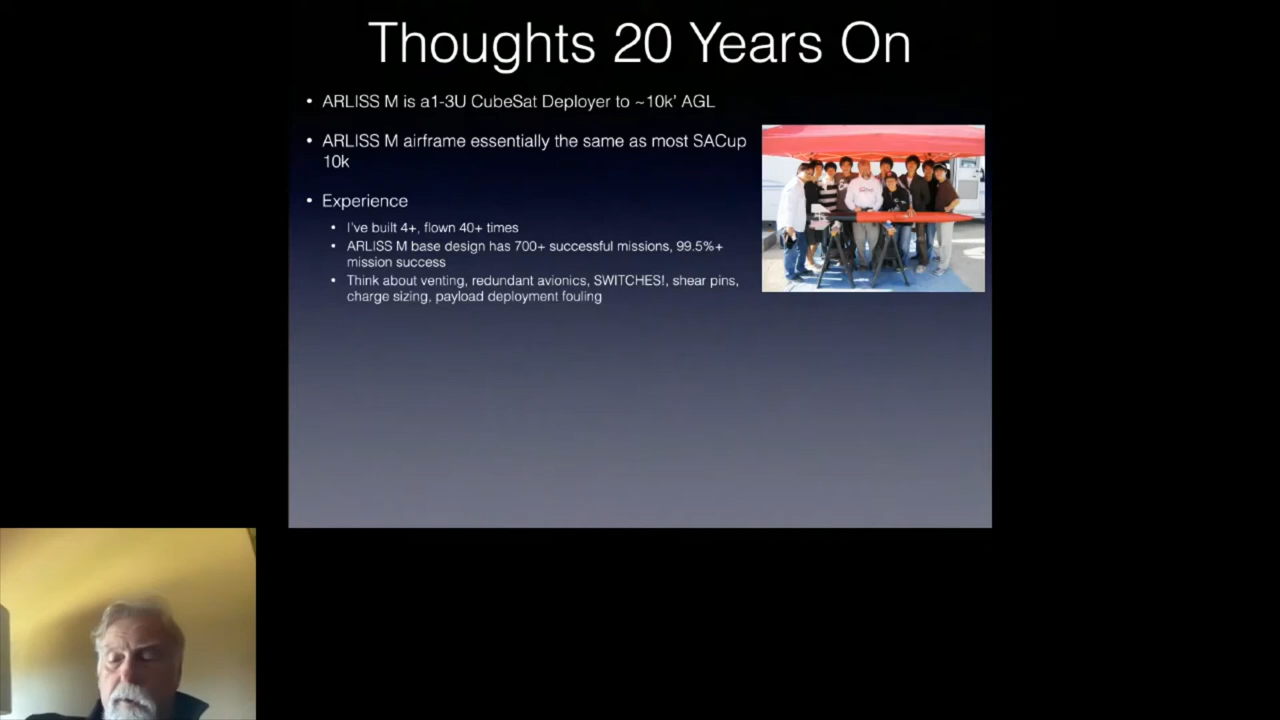 Thoughts 20 Years On
• ARLISS M is a1-3U CubeSat Deployer to ~10k' AGL
• ARLISS M airframe essentially the same as most SACup
10k
• Experience
• I've built 4+, flown 40+ times
• ARLISS M base design has 700+ successful missions, 99.5%+
mission success
• Think about venting, redundant avionics, SWITCHES!, shear pins,
charge sizing, payload deployment fouling